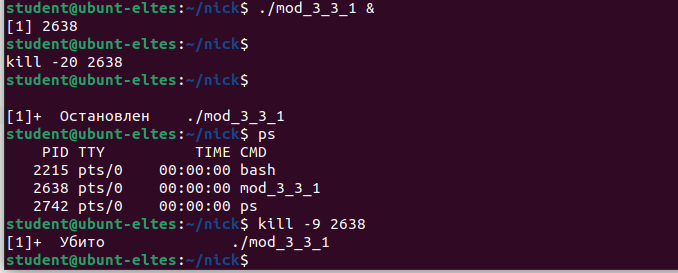 student@ubunt-eltes:~/nick$ ./mod_3_3_1 &
[1] 2638
student@ubunt-eltes:~/nick$
kill -20 2638
student@ubunt-eltes:~/nick$
[1]+  Остановлен    ./mod_3_3_1
student@ubunt-eltes:~/nick$ ps
    PID TTY          TIME CMD
   2215 pts/0    00:00:00 bash
   2638 pts/0    00:00:00 mod_3_3_1
   2742 pts/0    00:00:00 ps
student@ubunt-eltes:~/nick$ kill -9 2638
[1]+  Убито              ./mod_3_3_1
student@ubunt-eltes:~/nick$